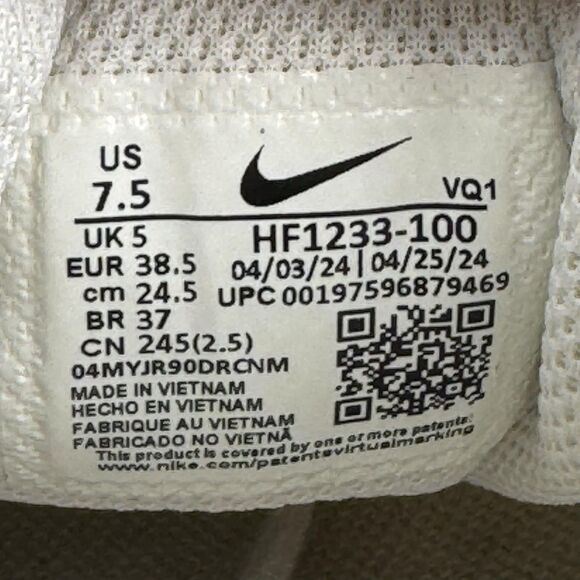 US
7.5
VQ1
UK 5
HF1233-100
EUR 38.5
04/03/24 | 04/25/24
cm 24.5
UPC 00197596879469
BR 37
CN 245(2.5)
04MYJR90DRCNM
MADE IN VIETNAM
HECHO EN VIETNAM
FABRIQUE AU VIETNAM
FABRICADO NO VIETNÃ
This product is covered by one or more patents:
www.nike.com/patentsvirtualmarking